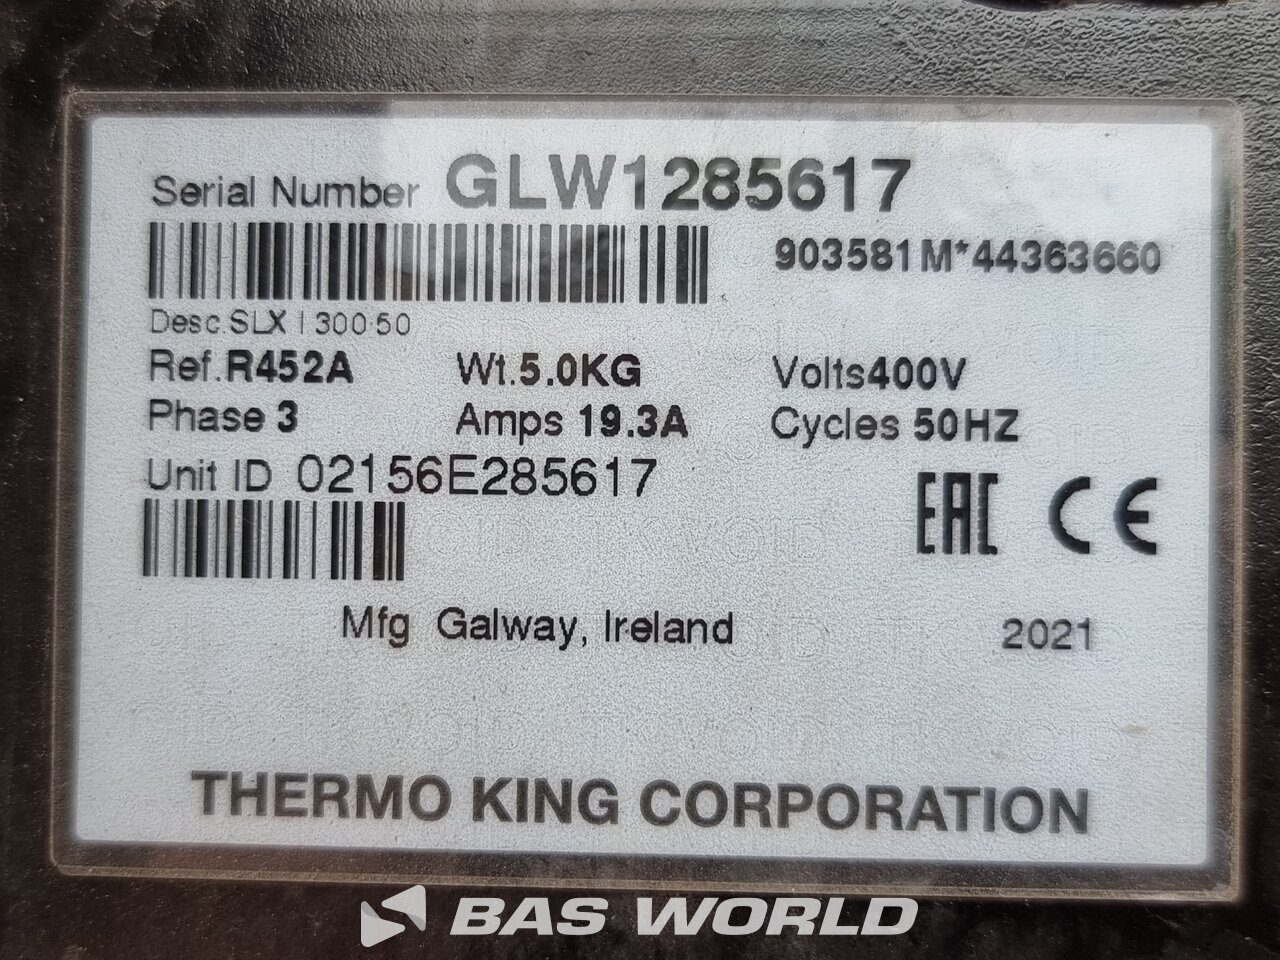 Serial Number GLW1285617
903581M*44363660
Desc.SLX I 300 50
Ref.R452A Wt.5.0KG Volts400V
Phase 3 Amps 19.3A Cycles 50HZ
Unit ID 02156E285617
EAC CE
Mfg Galway, Ireland 2021
THERMO KING CORPORATION
BAS WORLD